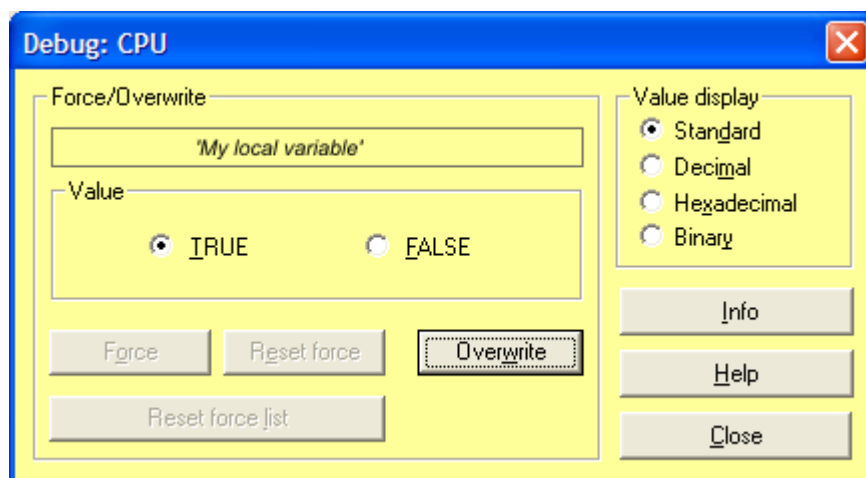 Debug: CPU
Force/Overwrite
'My local variable'
Value
TRUE
FALSE
Force
Reset force
Overwrite
Reset force list
Value display
Standard
Decimal
Hexadecimal
Binary
Info
Help
Close